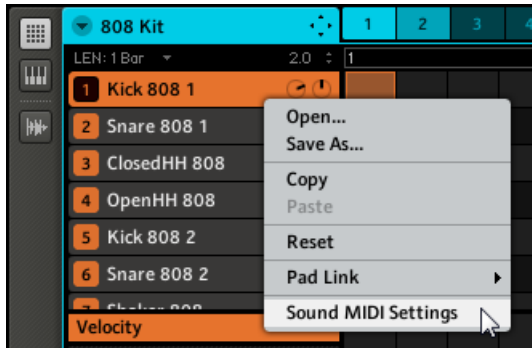 808 Kit 1 2 3 4
LEN: 1 Bar 2.0 1
1 Kick 808 1
2 Snare 808 1
3 ClosedHH 808
4 OpenHH 808
5 Kick 808 2
6 Snare 808 2
Shaker 808
Velocity
Open...
Save As...
Copy
Paste
Reset
Pad Link
Sound MIDI Settings